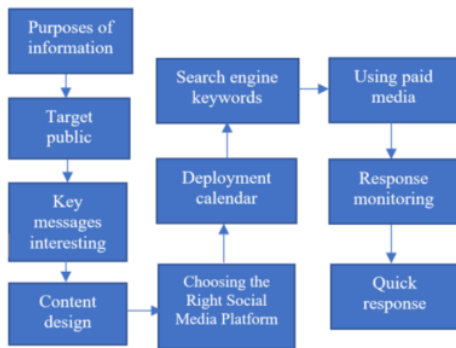 Purposes of
information
Target
public
Key
messages
interesting
Content
design
Choosing the
Right Social
Media Platform
Deployment
calendar
Search engine
keywords
Using paid
media
Response
monitoring
Quick
response